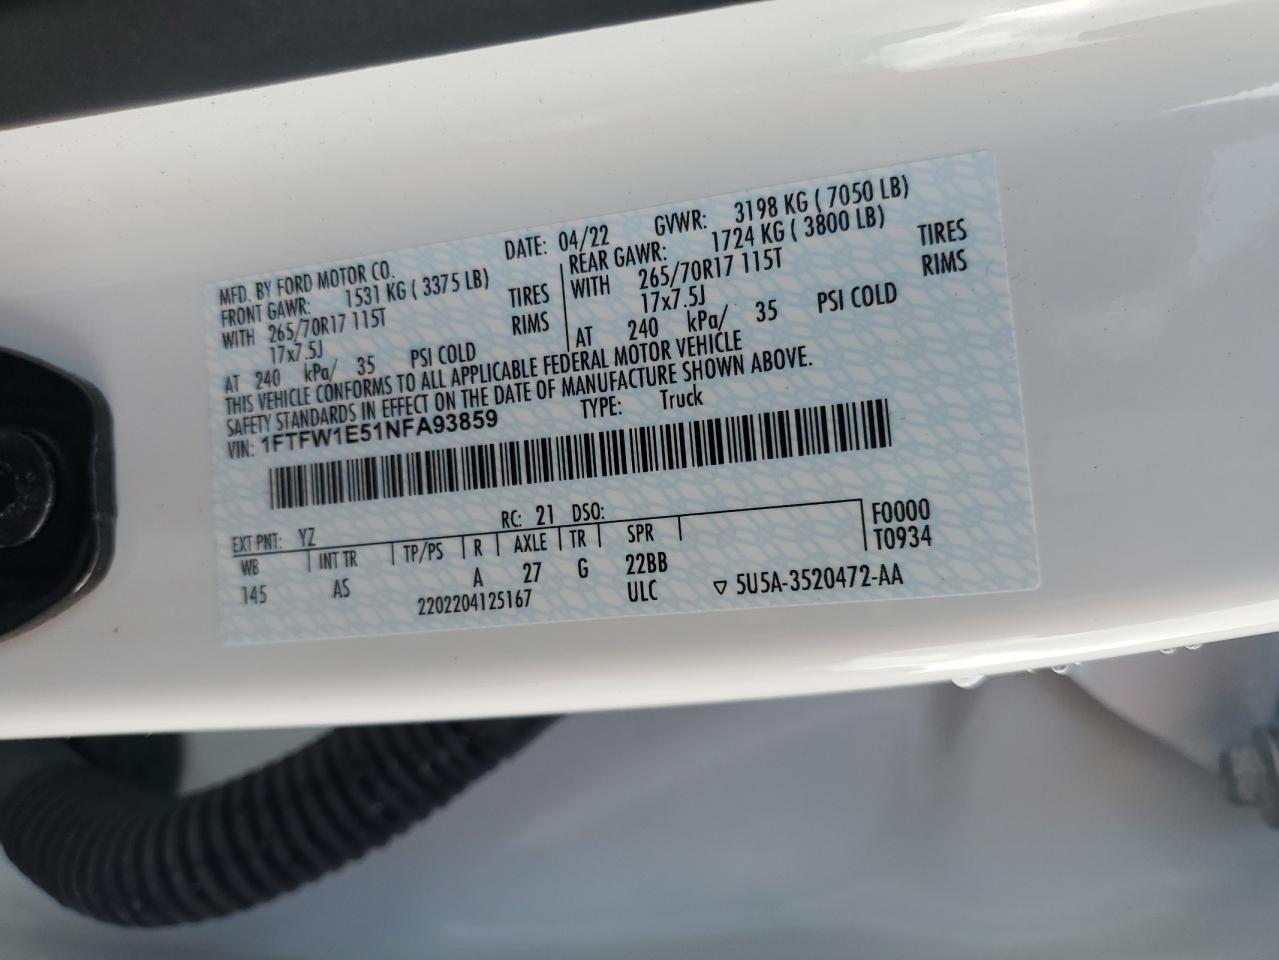 MFD. BY FORD MOTOR CO. DATE: 04/22 GVWR: 3198 KG ( 7050 LB)
FRONT GAWR: 1531 KG ( 3375 LB) REAR GAWR: 1724 KG ( 3800 LB)
WITH 265/70R17 115T TIRES WITH 265/70R17 115T TIRES
17x7.5J RIMS 17x7.5J RIMS
AT 240 kPa/ 35 PSI COLD AT 240 kPa/ 35 PSI COLD
THIS VEHICLE CONFORMS TO ALL APPLICABLE FEDERAL MOTOR VEHICLE
SAFETY STANDARDS IN EFFECT ON THE DATE OF MANUFACTURE SHOWN ABOVE.
VIN: 1FTFW1E51NFA93859 TYPE: Truck
EXT PNT: YZ RC: 21 DSO: F0000
WB INT TR TP/PS R AXLE TR SPR T0934
145 AS A 27 G 22BB
2202204125167 ULC ▽ 5U5A-3520472-AA